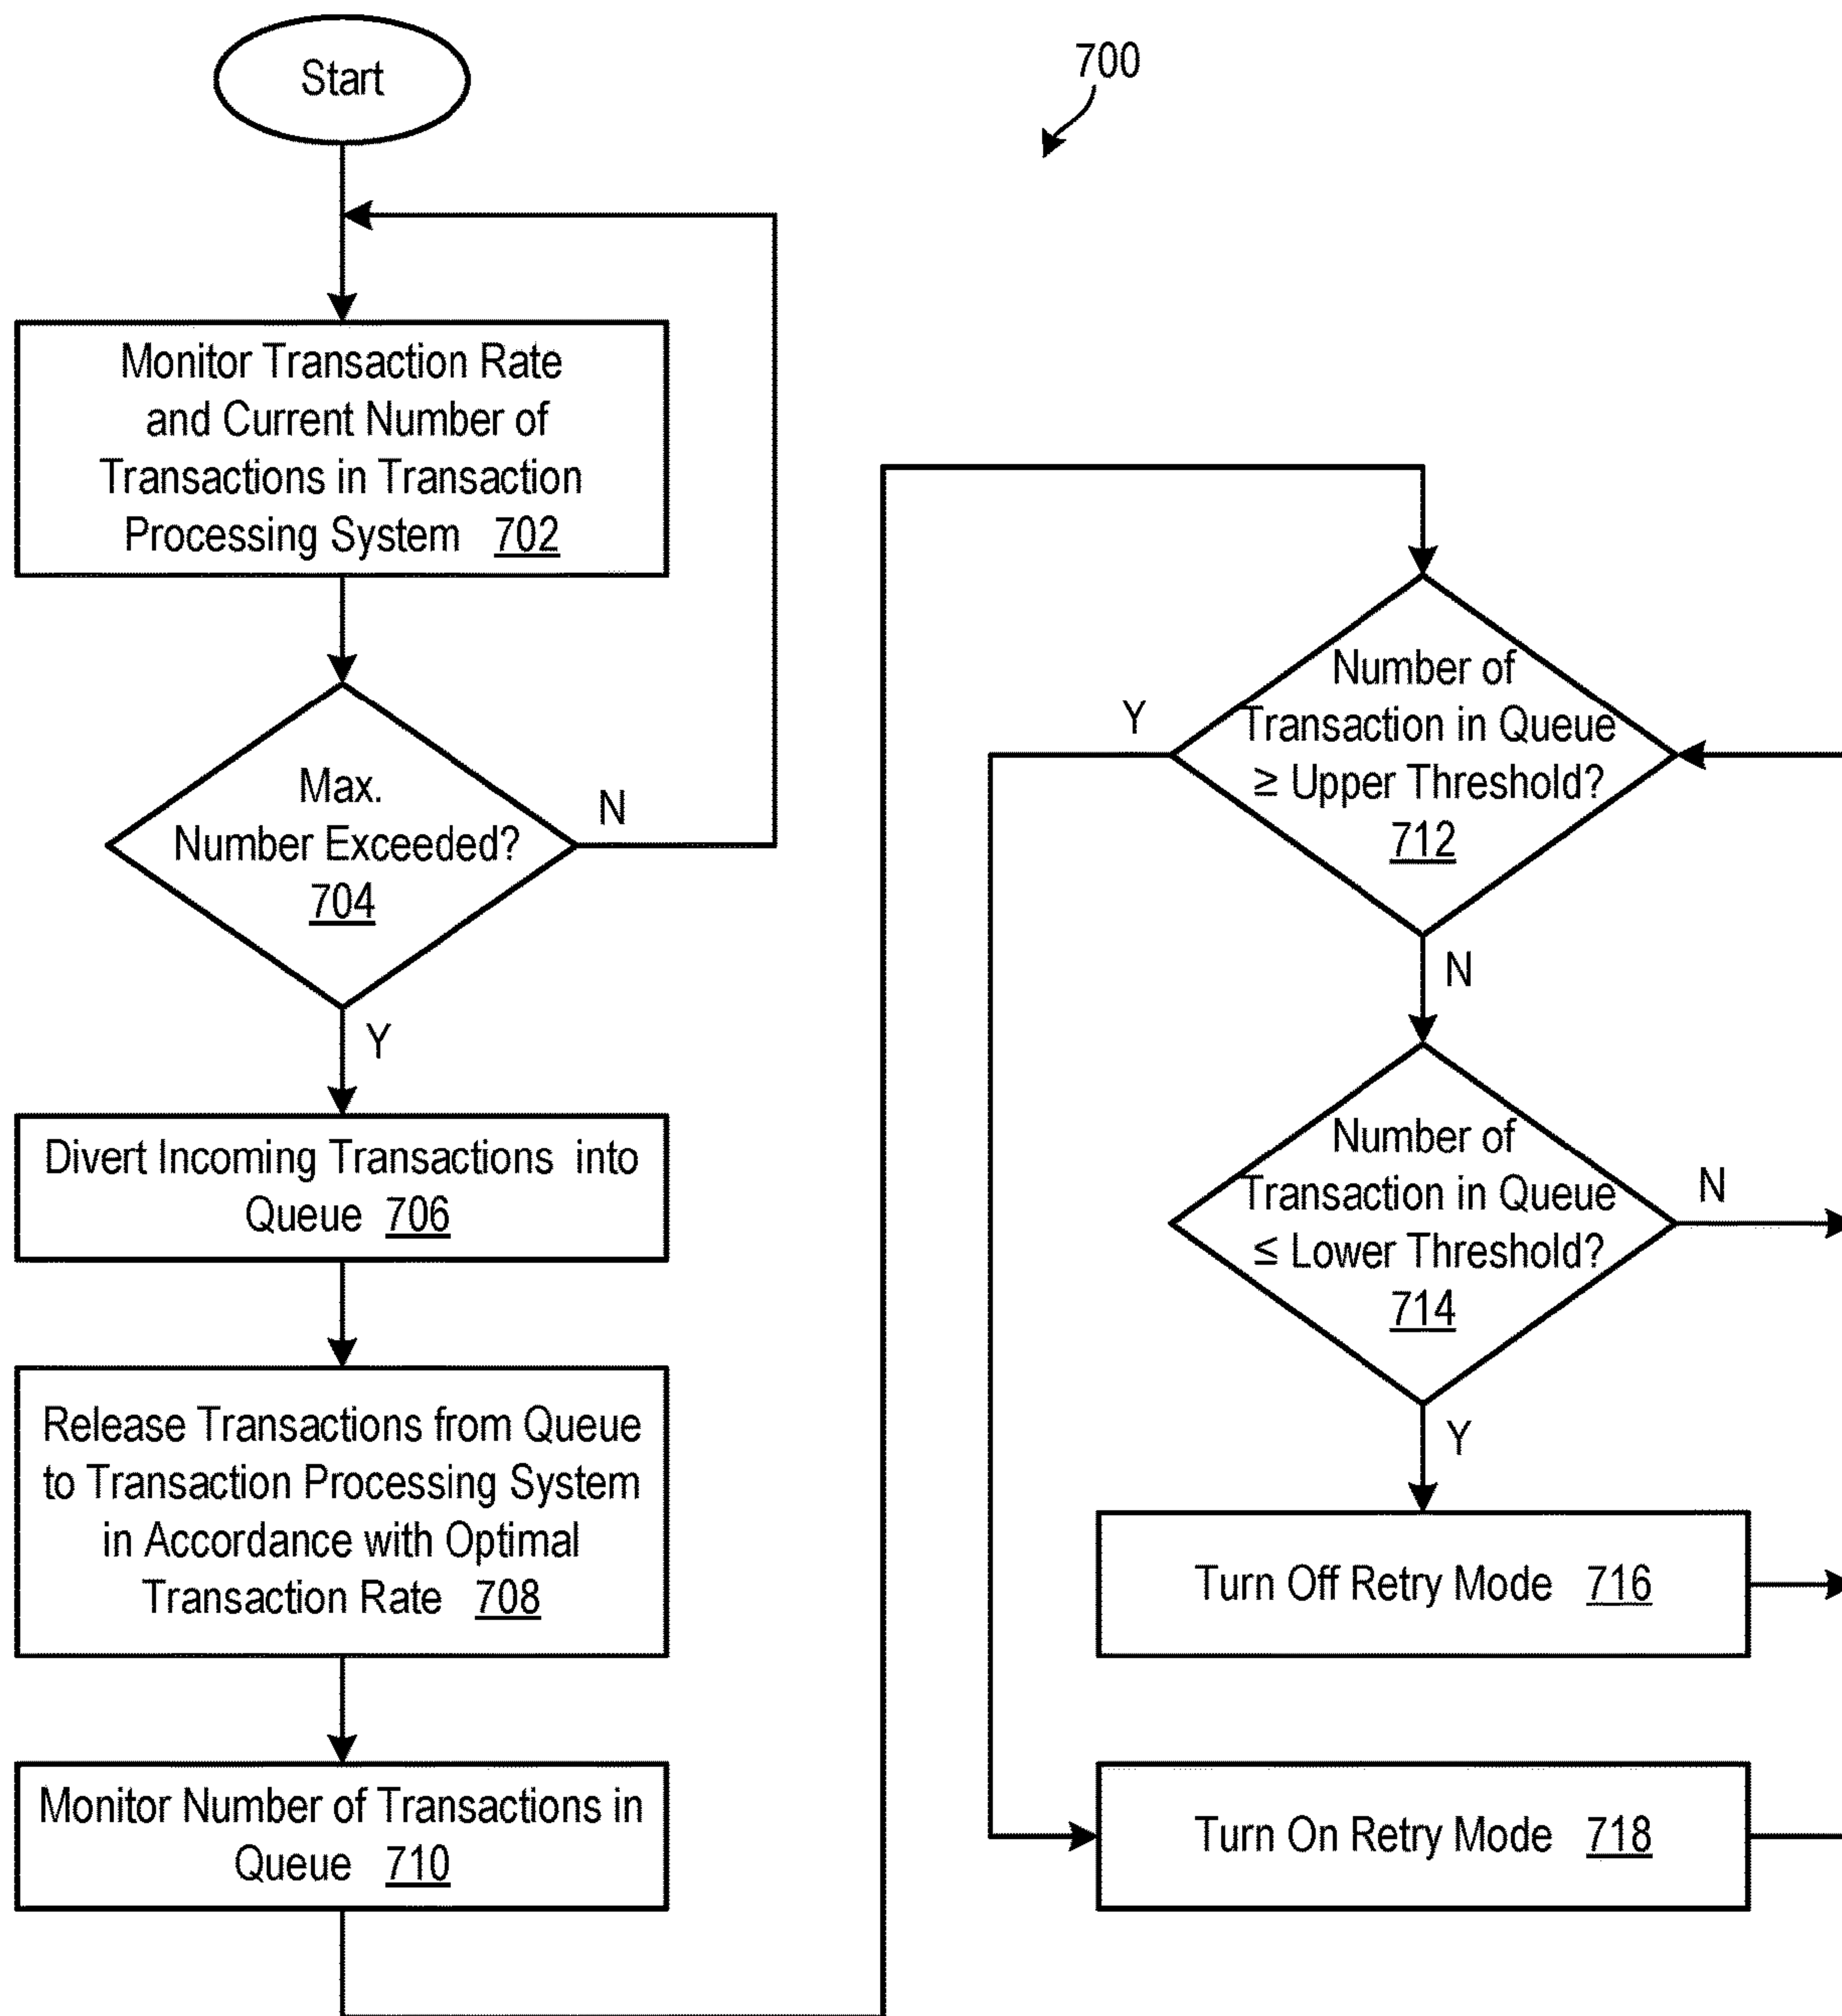 Start
700
Monitor Transaction Rate
and Current Number of
Transactions in Transaction
Processing System 702
Max.
Number Exceeded?
704
N
Y
Divert Incoming Transactions into
Queue 706
Release Transactions from Queue
to Transaction Processing System
in Accordance with Optimal
Transaction Rate 708
Monitor Number of Transactions in
Queue 710
Number of
Transaction in Queue
≥ Upper Threshold?
712
Y
N
Number of
Transaction in Queue
≤ Lower Threshold?
714
N
Y
Turn Off Retry Mode 716
Turn On Retry Mode 718